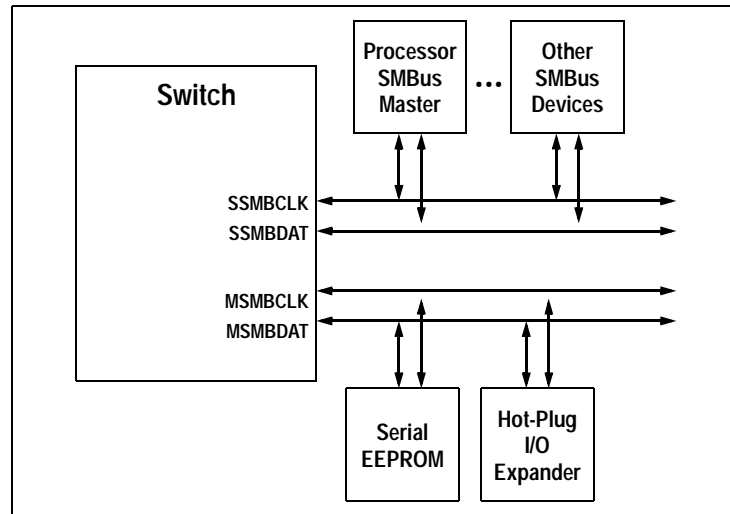 Switch
Processor
SMBus
Master
...
Other
SMBus
Devices
SSMBCLK
SSMBDAT
MSMBCLK
MSMBDAT
Serial
EEPROM
Hot-Plug
I/O
Expander